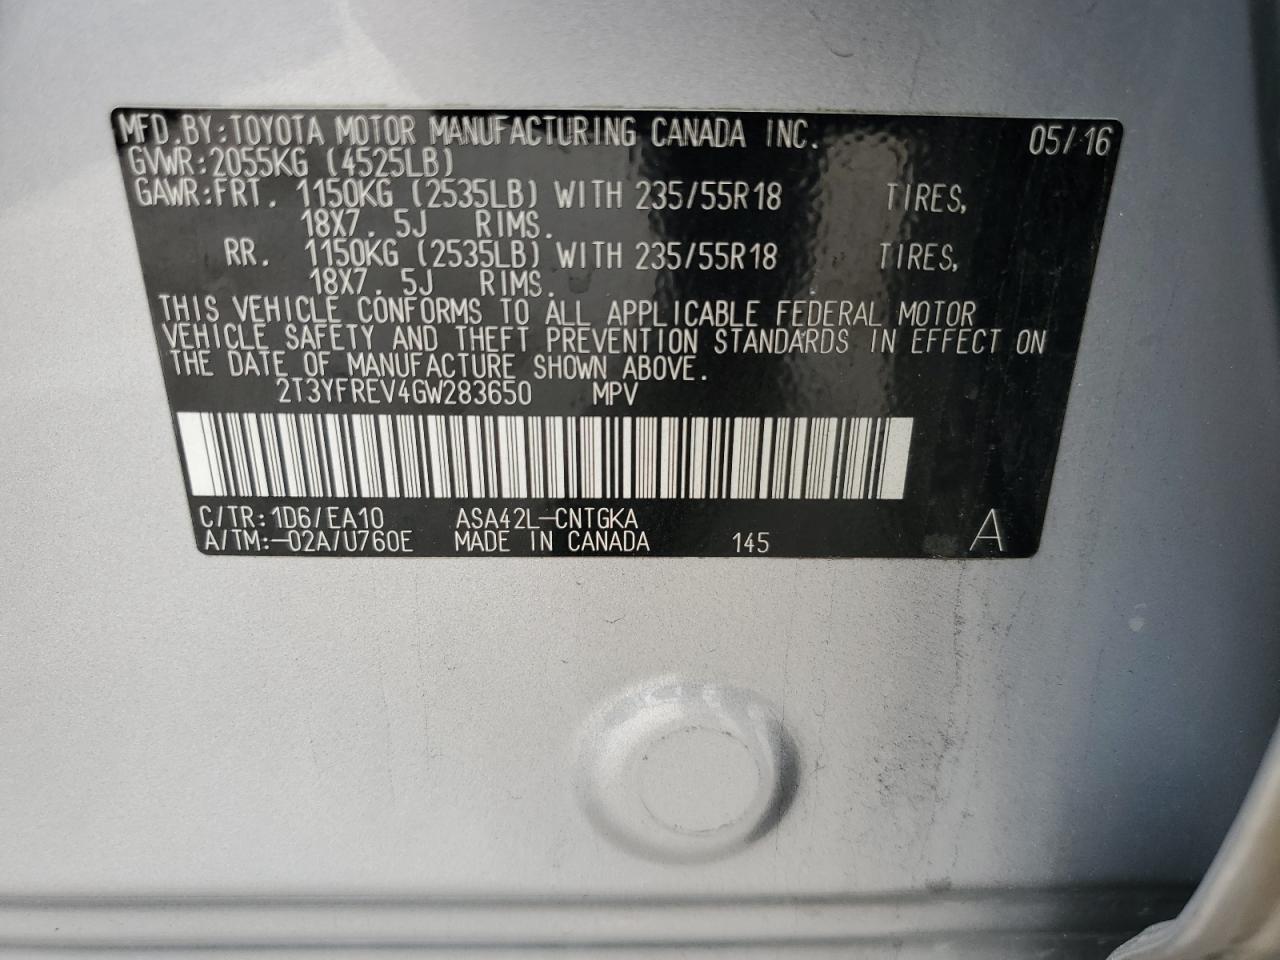 MFD.BY:TOYOTA MOTOR MANUFACTURING CANADA INC. 05/16
GVWR:2055KG (4525LB)
GAWR:FRT. 1150KG (2535LB) WITH 235/55R18 TIRES,
18X7.5J RIMS.
RR. 1150KG (2535LB) WITH 235/55R18 TIRES,
18X7.5J RIMS.
THIS VEHICLE CONFORMS TO ALL APPLICABLE FEDERAL MOTOR
VEHICLE SAFETY AND THEFT PREVENTION STANDARDS IN EFFECT ON
THE DATE OF MANUFACTURE SHOWN ABOVE.
2T3YFREV4GW283650 MPV
C/TR:1D6/EA10 ASA42L-CNTGKA
A/TM:-02A/U760E MADE IN CANADA 145 A